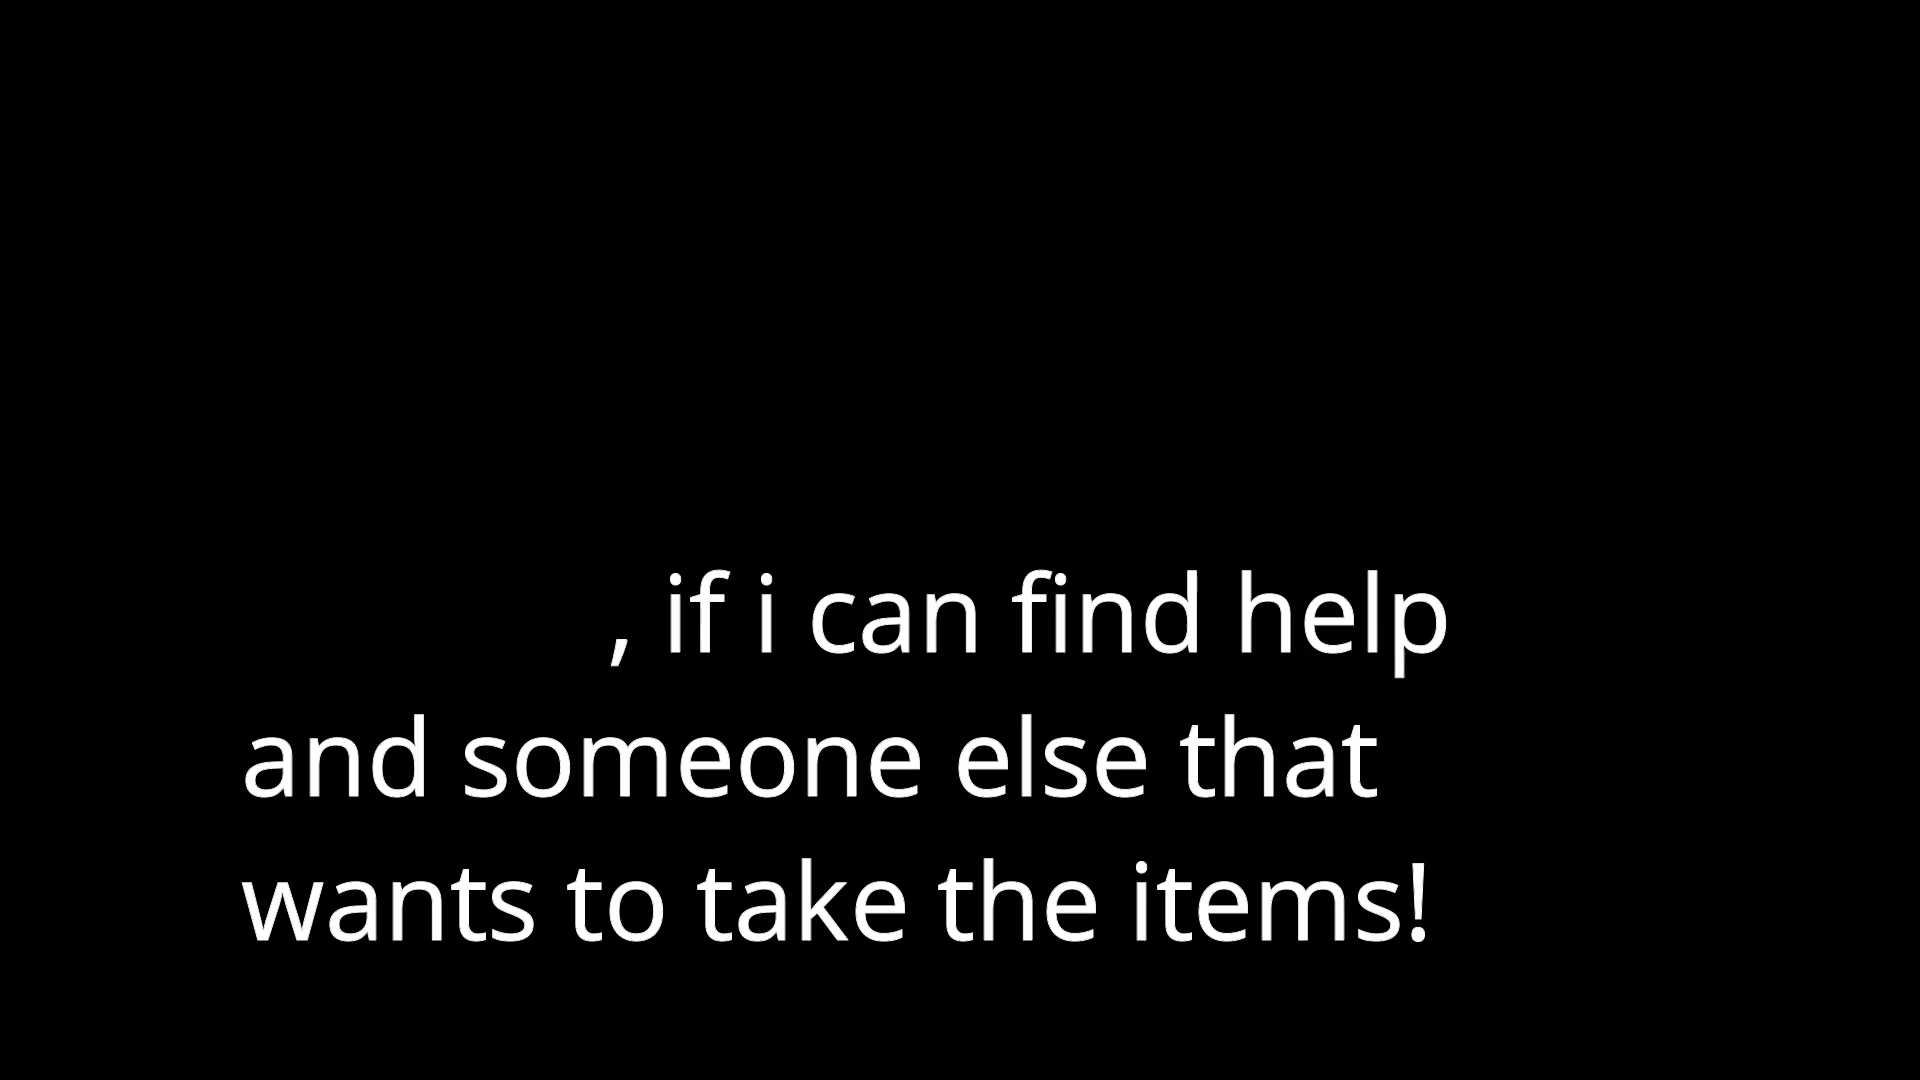 , if i can find help
and someone else that
wants to take the items!